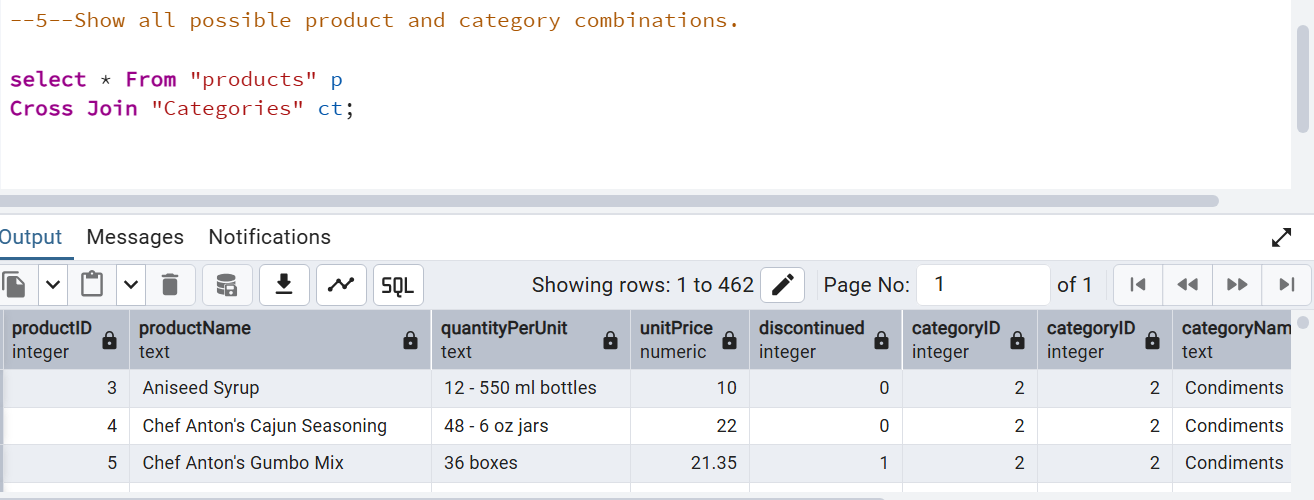 --5--Show all possible product and category combinations.
select * From "products" p
Cross Join "Categories" ct;
Output Messages Notifications
SQL Showing rows: 1 to 462 Page No: 1 of 1
productID productName quantityPerUnit unitPrice discontinued categoryID categoryID categoryNam
integer text text numeric integer integer integer text
3 Aniseed Syrup 12 - 550 ml bottles 10 0 2 2 Condiments
4 Chef Anton's Cajun Seasoning 48 - 6 oz jars 22 0 2 2 Condiments
5 Chef Anton's Gumbo Mix 36 boxes 21.35 1 2 2 Condiments